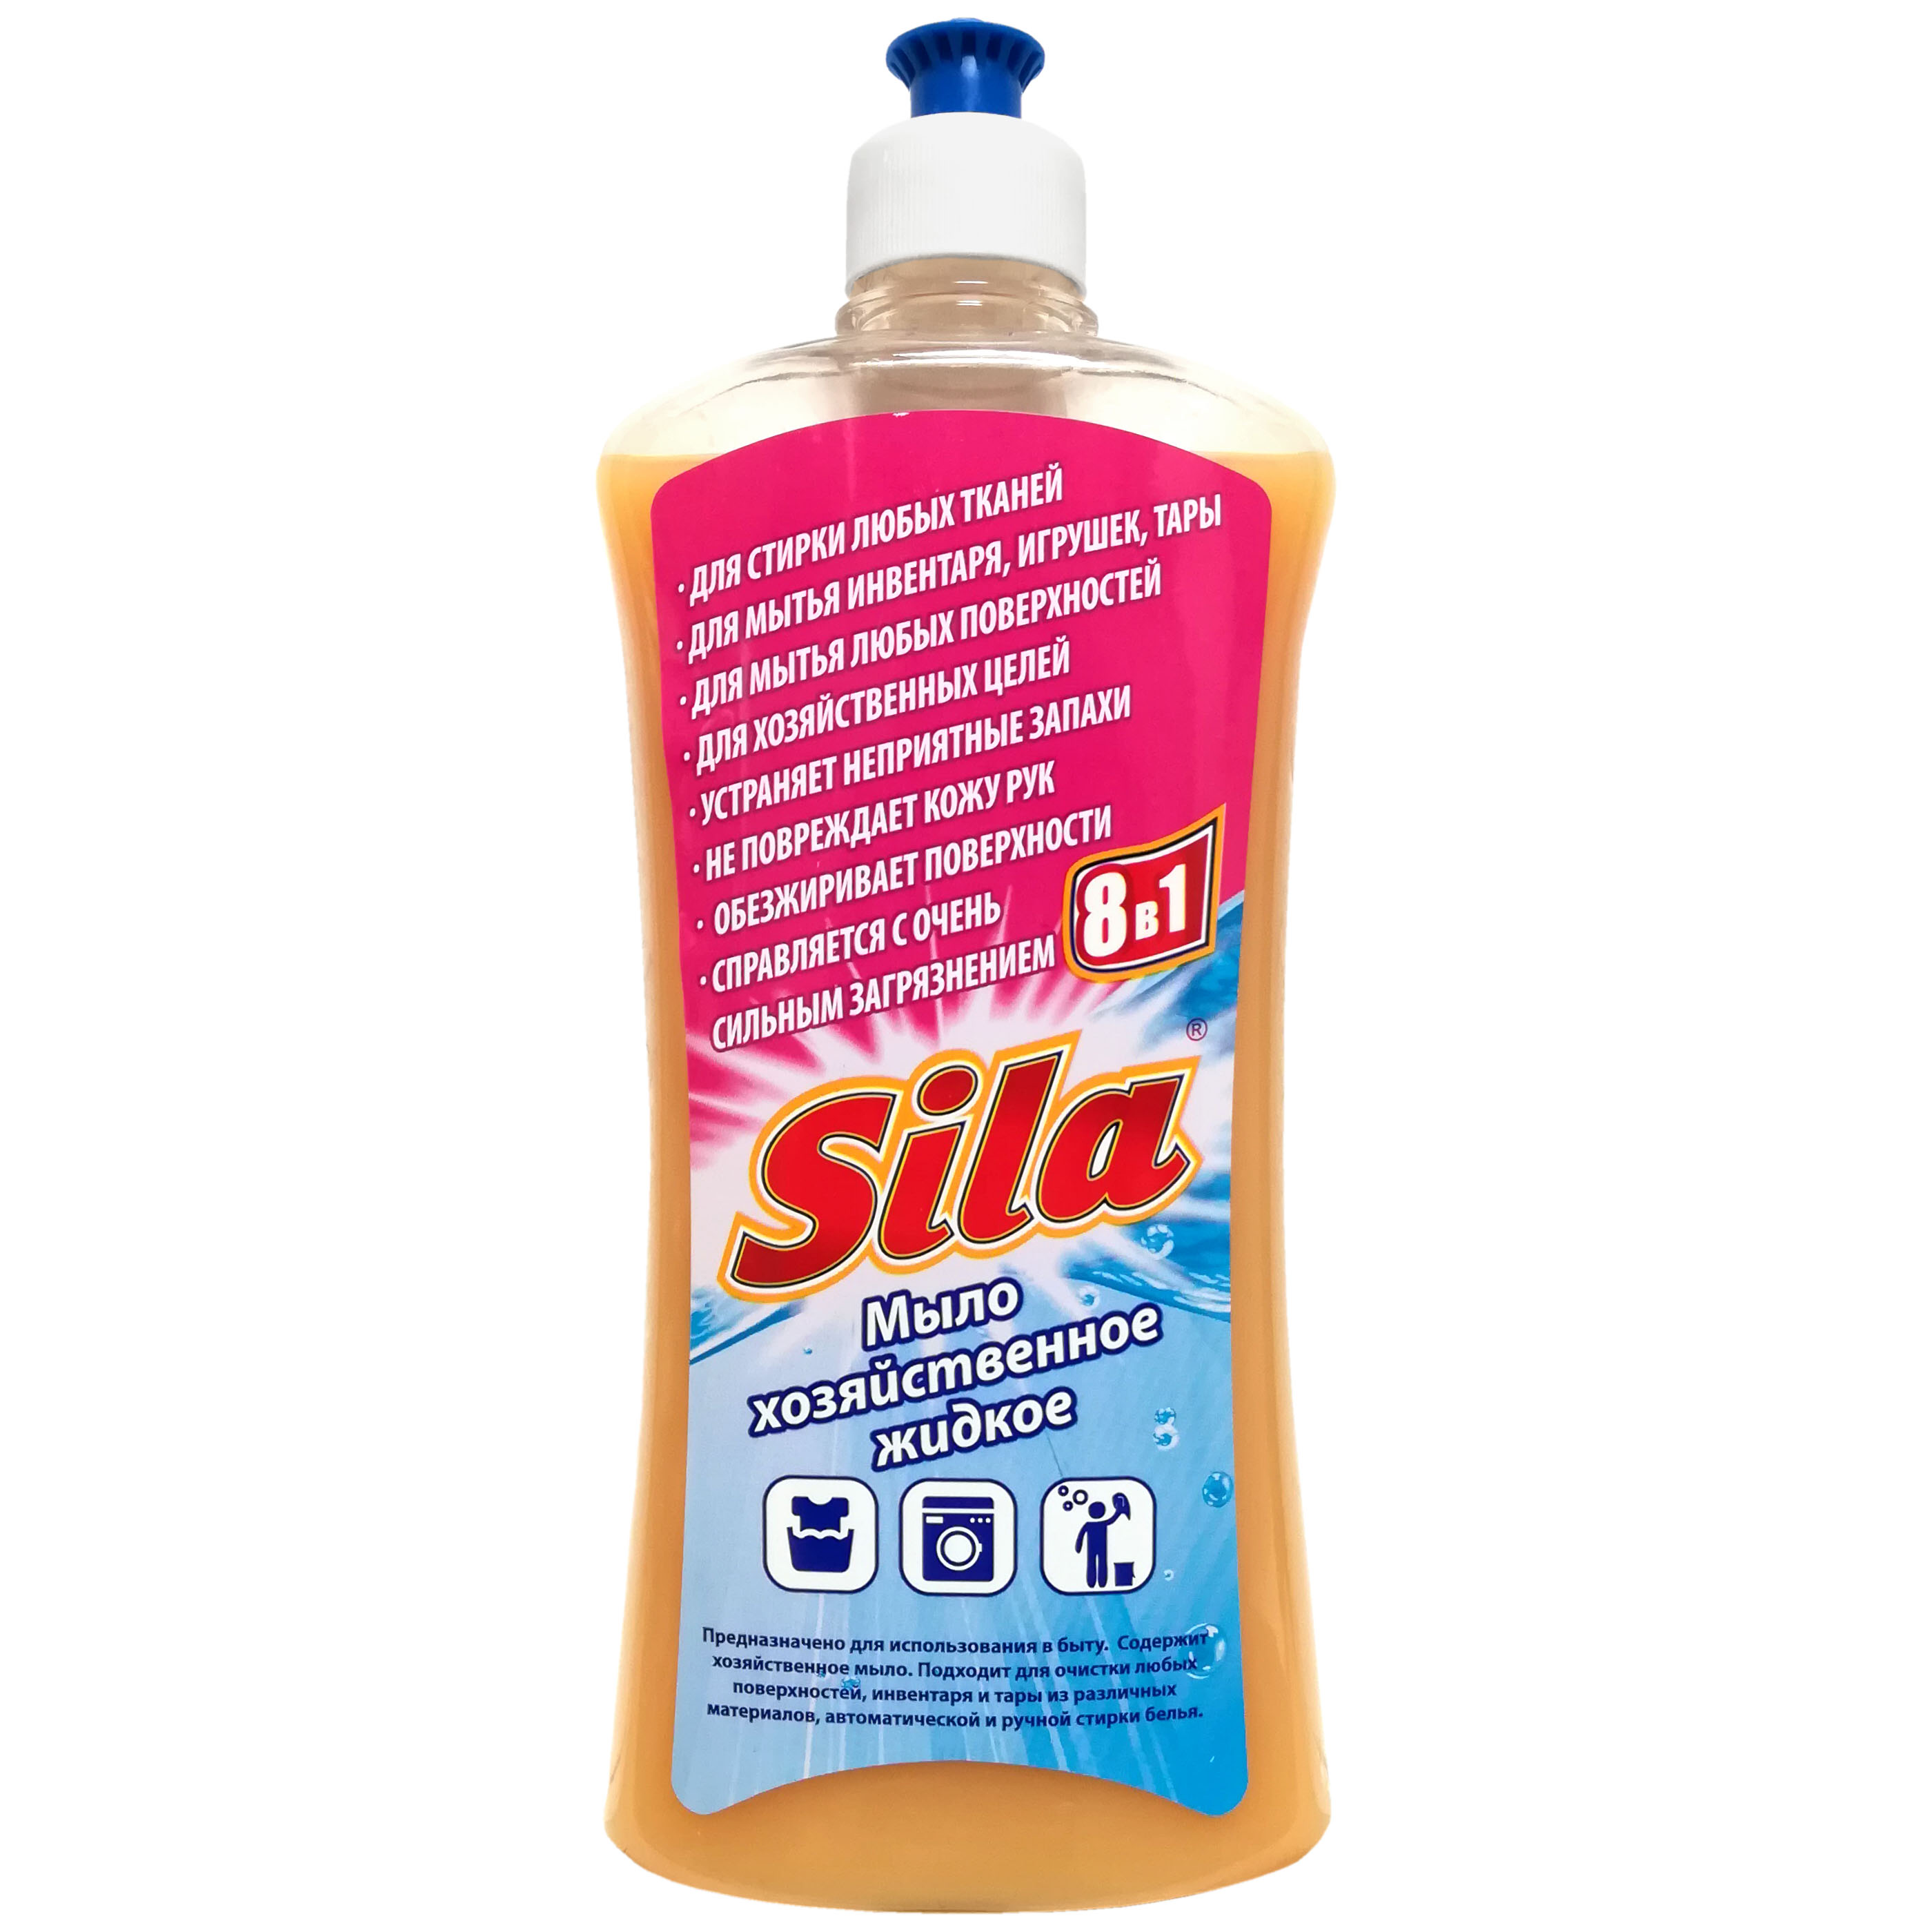 · ДЛЯ СТИРКИ ЛЮБЫХ ТКАНЕЙ
· ДЛЯ МЫТЬЯ ИНВЕНТАРЯ, ИГРУШЕК, ТАРЫ
· ДЛЯ МЫТЬЯ ЛЮБЫХ ПОВЕРХНОСТЕЙ
· ДЛЯ ХОЗЯЙСТВЕННЫХ ЦЕЛЕЙ
· УСТРАНЯЕТ НЕПРИЯТНЫЕ ЗАПАХИ
· НЕ ПОВРЕЖДАЕТ КОЖУ РУК
· ОБЕЗЖИРИВАЕТ ПОВЕРХНОСТИ
· СПРАВЛЯЕТСЯ С ОЧЕНЬ
СИЛЬНЫМ ЗАГРЯЗНЕНИЕМ
8 в 1
Sila ®
Мыло
хозяйственное
жидкое
Предназначено для использования в быту. Содержит
хозяйственное мыло. Подходит для очистки любых
поверхностей, инвентаря и тары из различных
материалов, автоматической и ручной стирки белья.